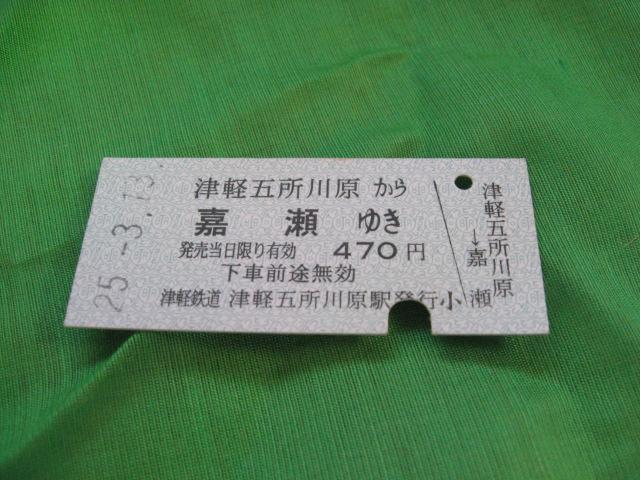 津軽五所川原 から
嘉 瀬 ゆき
発売当日限り有効 470円
下車前途無効
津軽鉄道 津軽五所川原駅発行 小
津軽五所川原
→嘉瀬
25.-3.13.